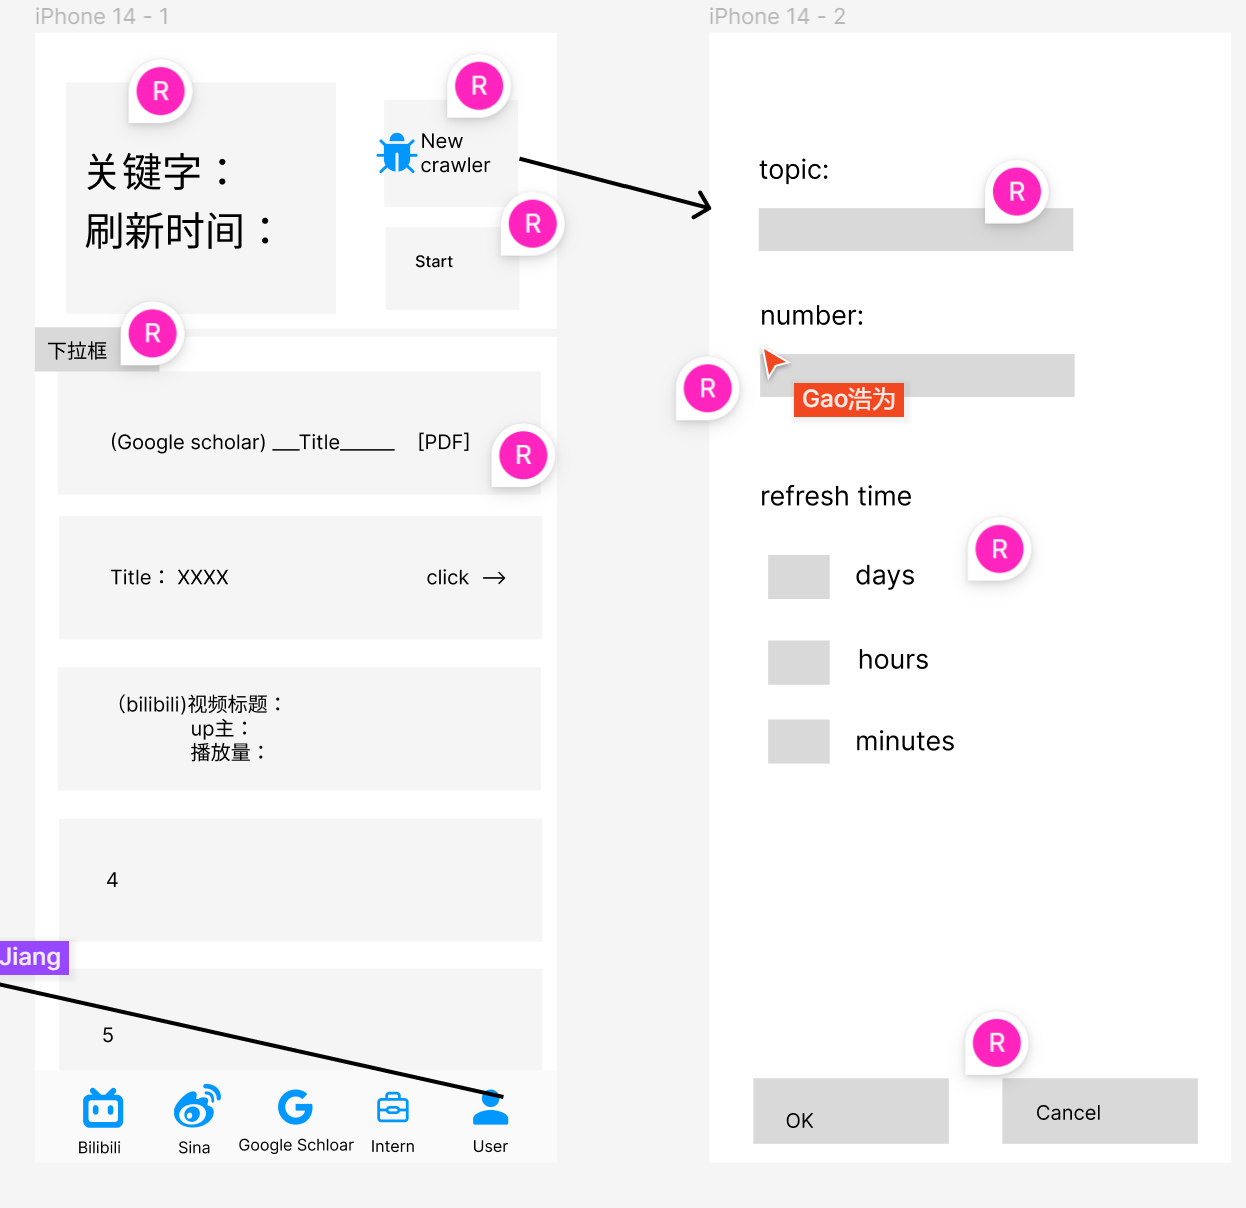 iPhone 14 - 1
R
R
关键字：
刷新时间：
New
crawler
R
Start
下拉框
R
(Google scholar) ___Title______ [PDF]
R
Title： XXXX click →
（bilibili)视频标题：
up主：
播放量：
4
Jiang
5
Bilibili
Sina
Google Schloar
Intern
User
iPhone 14 - 2
topic:
R
number:
R
Gao浩为
refresh time
R
days
hours
minutes
R
OK
Cancel